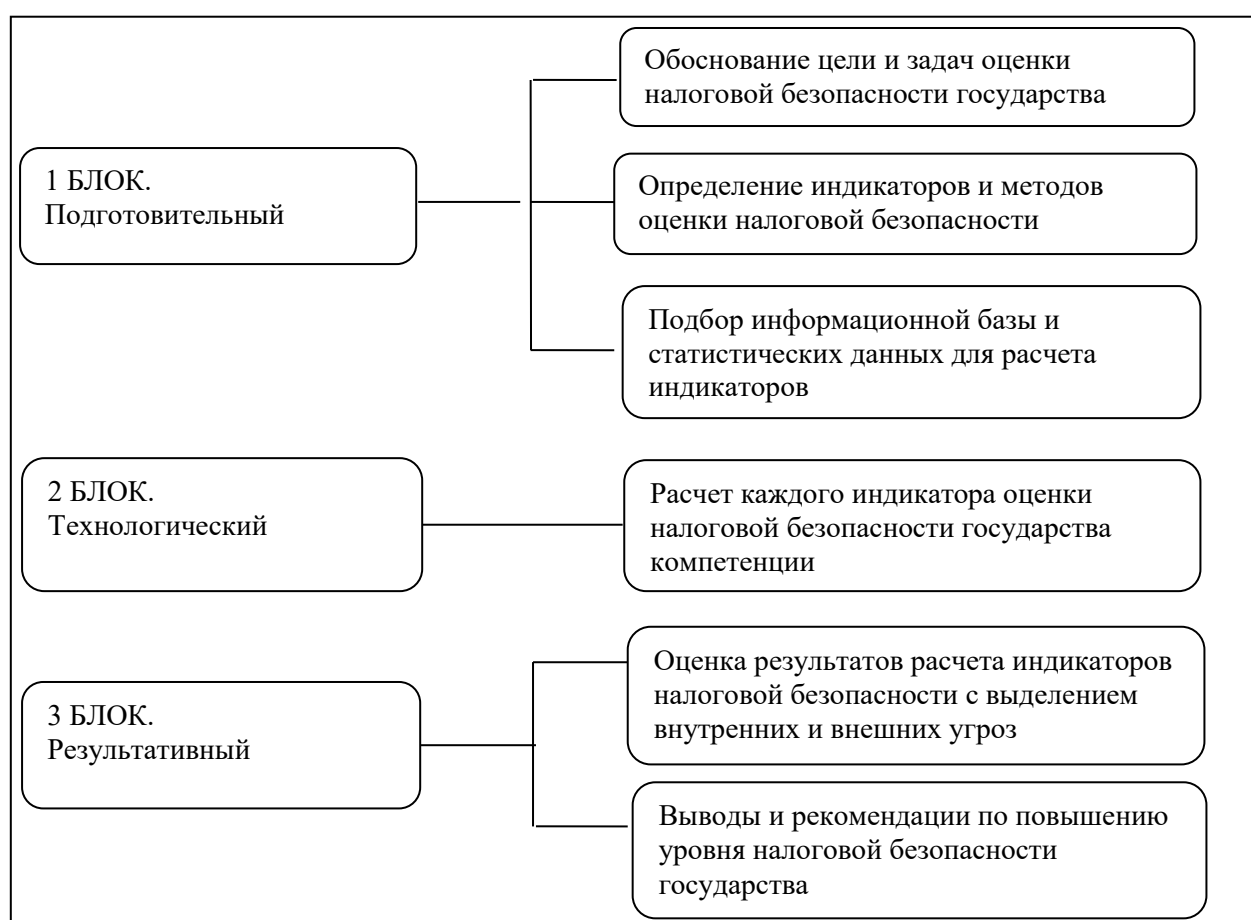 1 БЛОК.
Подготовительный
Обоснование цели и задач оценки
налоговой безопасности государства
Определение индикаторов и методов
оценки налоговой безопасности
Подбор информационной базы и
статистических данных для расчета
индикаторов
2 БЛОК.
Технологический
Расчет каждого индикатора оценки
налоговой безопасности государства
компетенции
3 БЛОК.
Результативный
Оценка результатов расчета индикаторов
налоговой безопасности с выделением
внутренних и внешних угроз
Выводы и рекомендации по повышению
уровня налоговой безопасности
государства